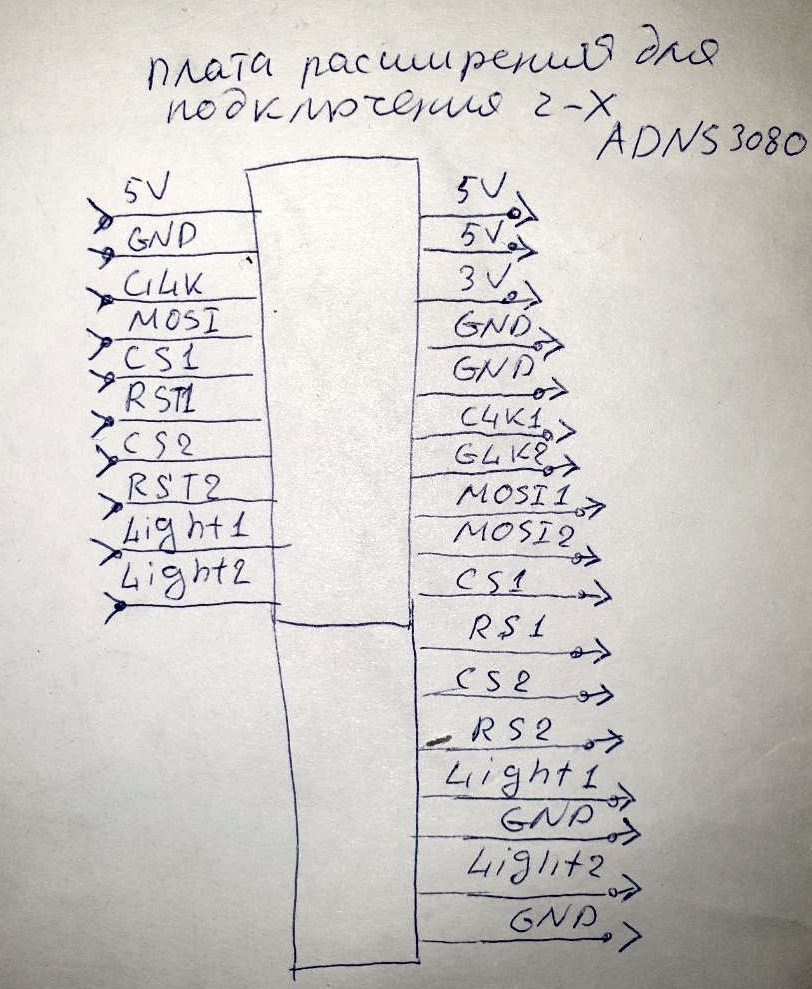 плата расширения для
подключения 2-х
ADNS3080
5V
GND
CLK
MOSI
CS1
RST1
CS2
RST2
Light1
Light2
5V
5V
3V
GND
GND
CLK1
CLK2
MOSI1
MOSI2
CS1
RS1
CS2
RS2
Light1
GND
Light2
GND